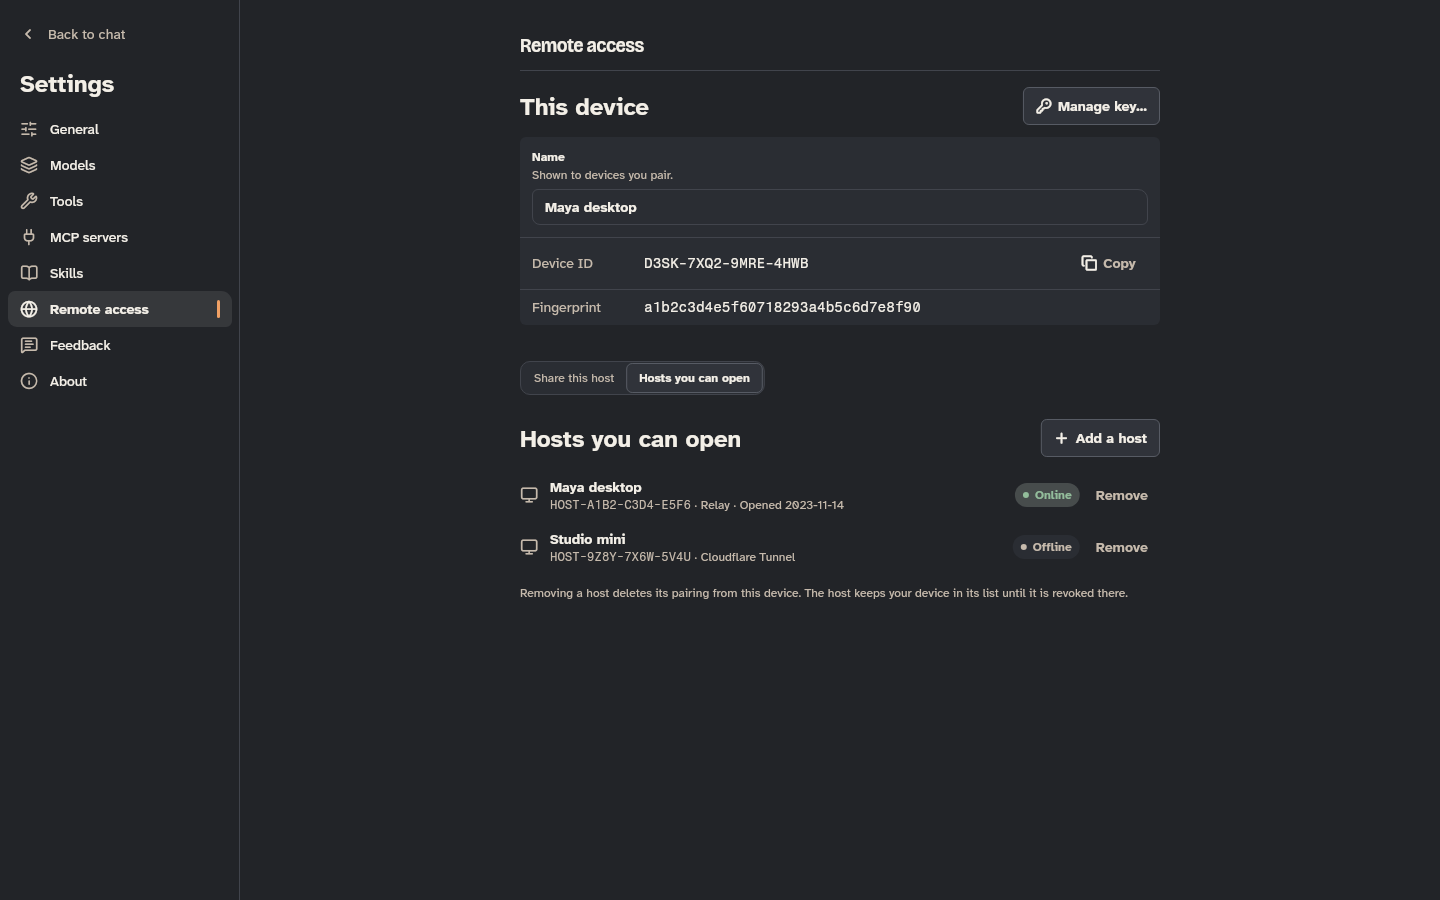 Back to chat
Settings
General
Models
Tools
MCP servers
Skills
Remote access
Feedback
About
Remote access
This device
Manage key...
Name
Shown to devices you pair.
Maya desktop
Device ID D3SK-7XQ2-9MRE-4HWB Copy
Fingerprint a1b2c3d4e5f60718293a4b5c6d7e8f90
Share this host Hosts you can open
Hosts you can open
Add a host
Maya desktop
HOST-A1B2-C3D4-E5F6 · Relay · Opened 2023-11-14
Online Remove
Studio mini
HOST-9Z8Y-7X6W-5V4U · Cloudflare Tunnel
Offline Remove
Removing a host deletes its pairing from this device. The host keeps your device in its list until it is revoked there.